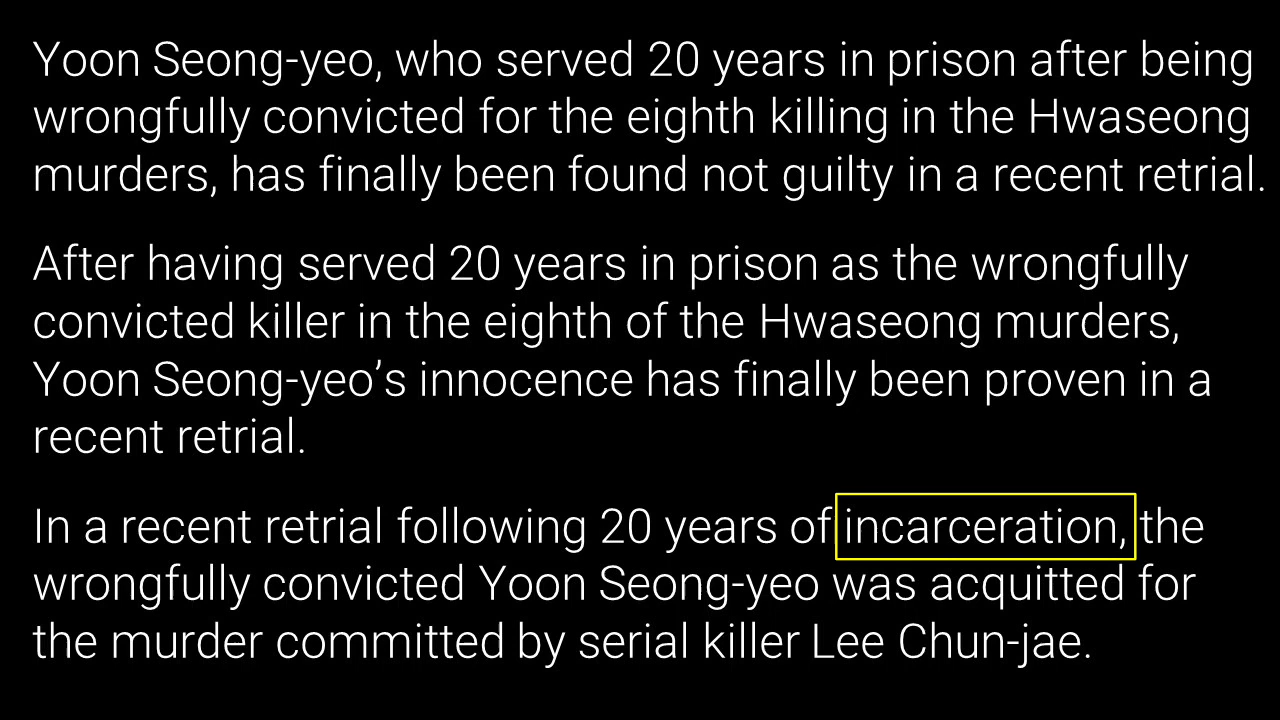 Yoon Seong-yeo, who served 20 years in prison after being
wrongfully convicted for the eighth killing in the Hwaseong
murders, has finally been found not guilty in a recent retrial.
After having served 20 years in prison as the wrongfully
convicted killer in the eighth of the Hwaseong murders,
Yoon Seong-yeo’s innocence has finally been proven in a
recent retrial.
In a recent retrial following 20 years of incarceration, the
wrongfully convicted Yoon Seong-yeo was acquitted for
the murder committed by serial killer Lee Chun-jae.